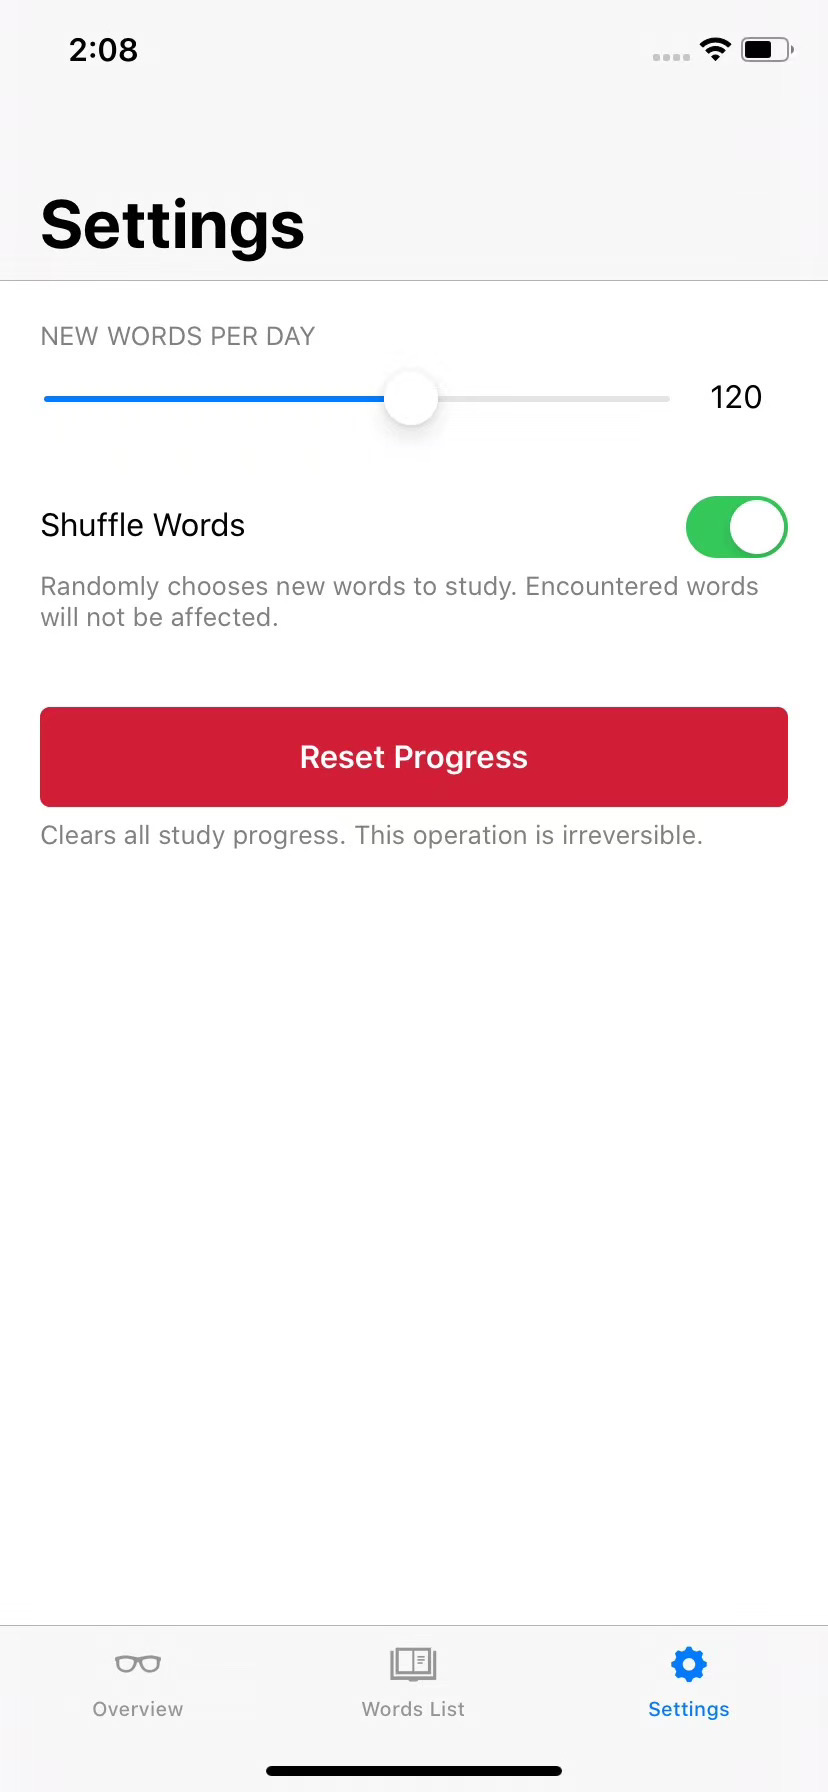 2:08
Settings
NEW WORDS PER DAY
120
Shuffle Words
Randomly chooses new words to study. Encountered words
will not be affected.
Reset Progress
Clears all study progress. This operation is irreversible.
Overview
Words List
Settings